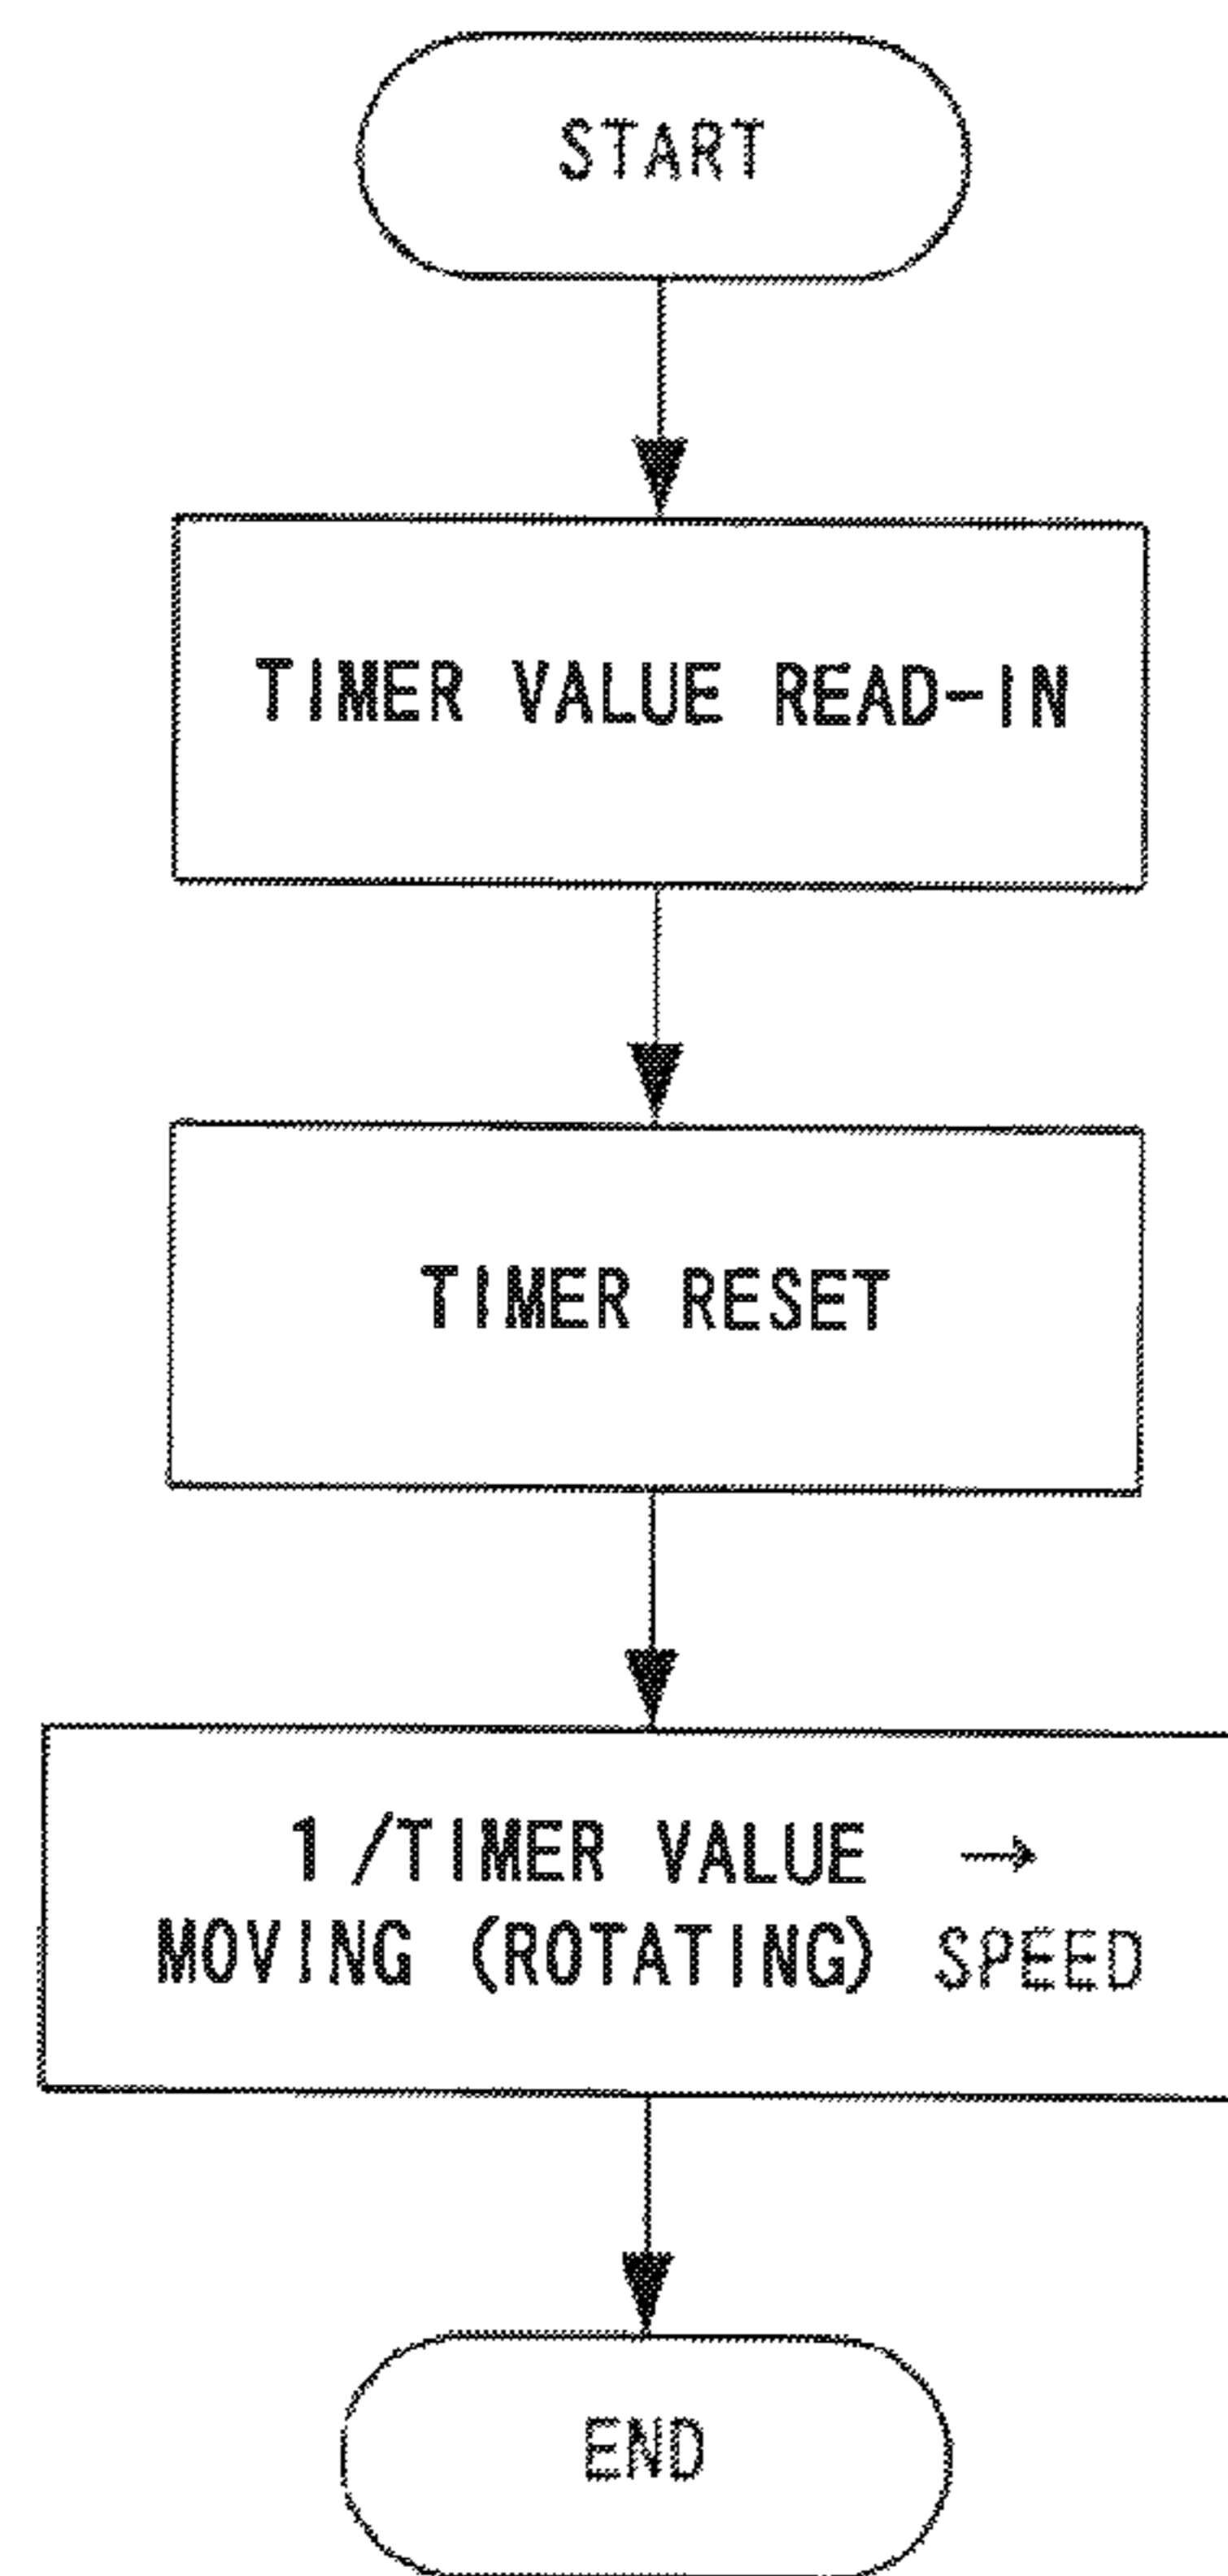 START
TIMER VALUE READ-IN
TIMER RESET
1/TIMER VALUE →
MOVING (ROTATING) SPEED
END